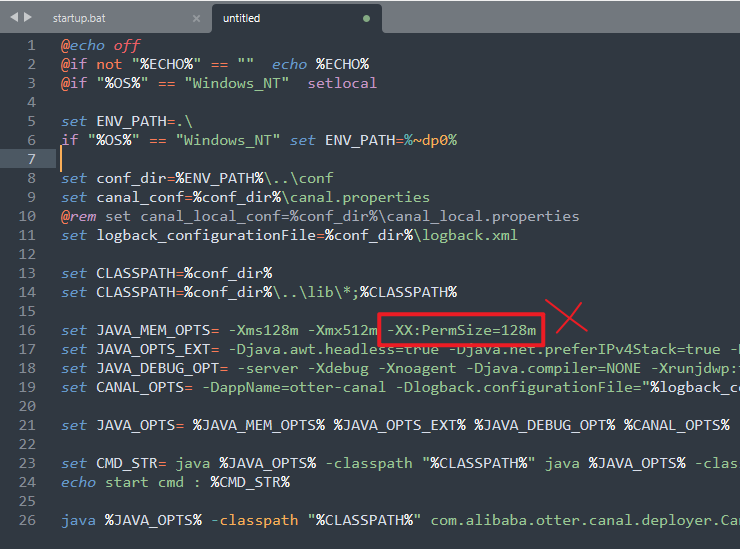 startup.bat × untitled
1 @echo off
2 @if not "%ECHO%" == ""  echo %ECHO%
3 @if "%OS%" == "Windows_NT"  setlocal
4
5 set ENV_PATH=.\
6 if "%OS%" == "Windows_NT" set ENV_PATH=%~dp0%
7
8 set conf_dir=%ENV_PATH%\..\conf
9 set canal_conf=%conf_dir%\canal.properties
10 @rem set canal_local_conf=%conf_dir%\canal_local.properties
11 set logback_configurationFile=%conf_dir%\logback.xml
12
13 set CLASSPATH=%conf_dir%
14 set CLASSPATH=%conf_dir%\..\lib\*;%CLASSPATH%
15
16 set JAVA_MEM_OPTS= -Xms128m -Xmx512m -XX:PermSize=128m
17 set JAVA_OPTS_EXT= -Djava.awt.headless=true -Djava.net.preferIPv4Stack=true -
18 set JAVA_DEBUG_OPT= -server -Xdebug -Xnoagent -Djava.compiler=NONE -Xrunjdwp:
19 set CANAL_OPTS= -DappName=otter-canal -Dlogback.configurationFile="%logback_co
20
21 set JAVA_OPTS= %JAVA_MEM_OPTS% %JAVA_OPTS_EXT% %JAVA_DEBUG_OPT% %CANAL_OPTS%
22
23 set CMD_STR= java %JAVA_OPTS% -classpath "%CLASSPATH%" java %JAVA_OPTS% -clas
24 echo start cmd : %CMD_STR%
25
26 java %JAVA_OPTS% -classpath "%CLASSPATH%" com.alibaba.otter.canal.deployer.Ca